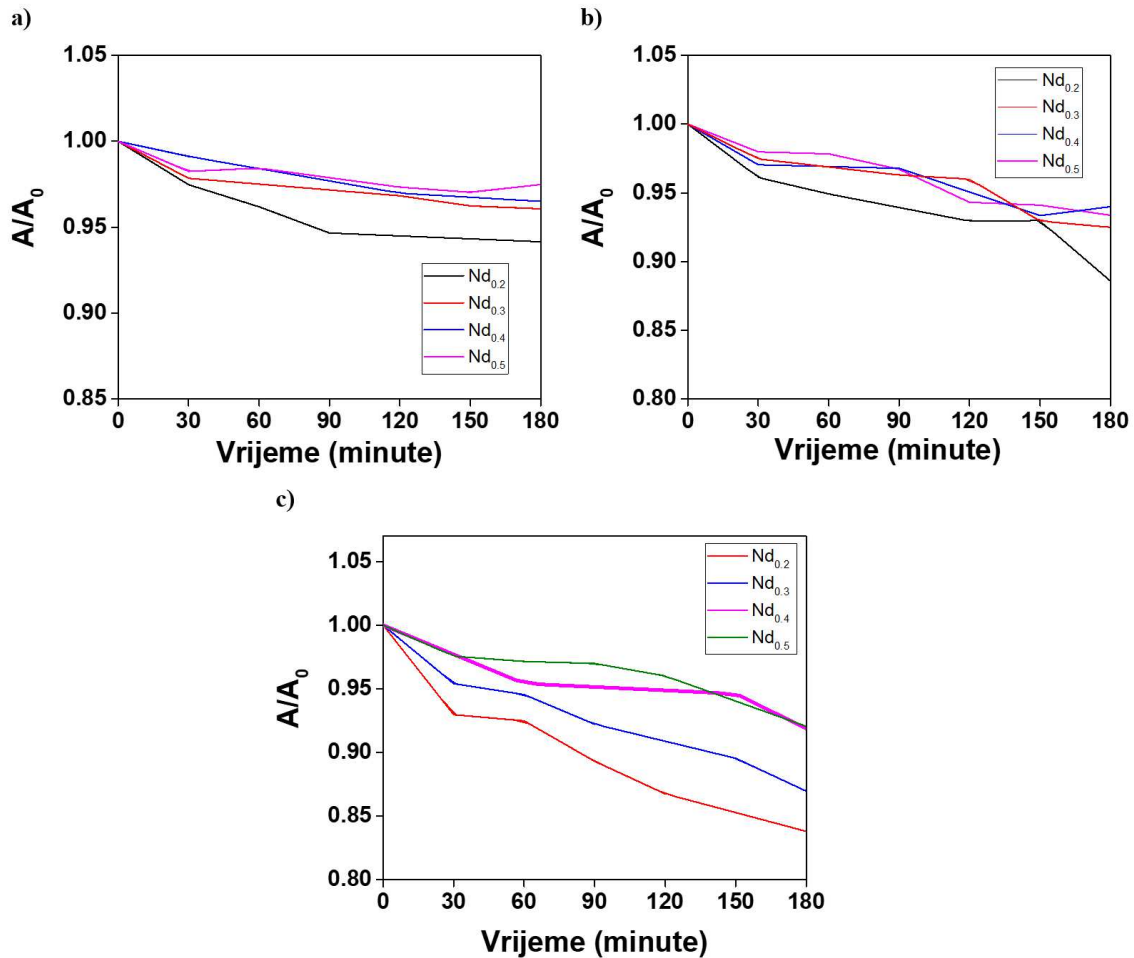 a)
1.05
1.00
0.95
0.90
0.85
A/A₀
0 30 60 90 120 150 180
Vrijeme (minute)
Nd₀.₂
Nd₀.₃
Nd₀.₄
Nd₀.₅
b)
1.05
1.00
0.95
0.90
0.85
0.80
A/A₀
0 30 60 90 120 150 180
Vrijeme (minute)
Nd₀.₂
Nd₀.₃
Nd₀.₄
Nd₀.₅
c)
1.05
1.00
0.95
0.90
0.85
0.80
A/A₀
0 30 60 90 120 150 180
Vrijeme (minute)
Nd₀.₂
Nd₀.₃
Nd₀.₄
Nd₀.₅